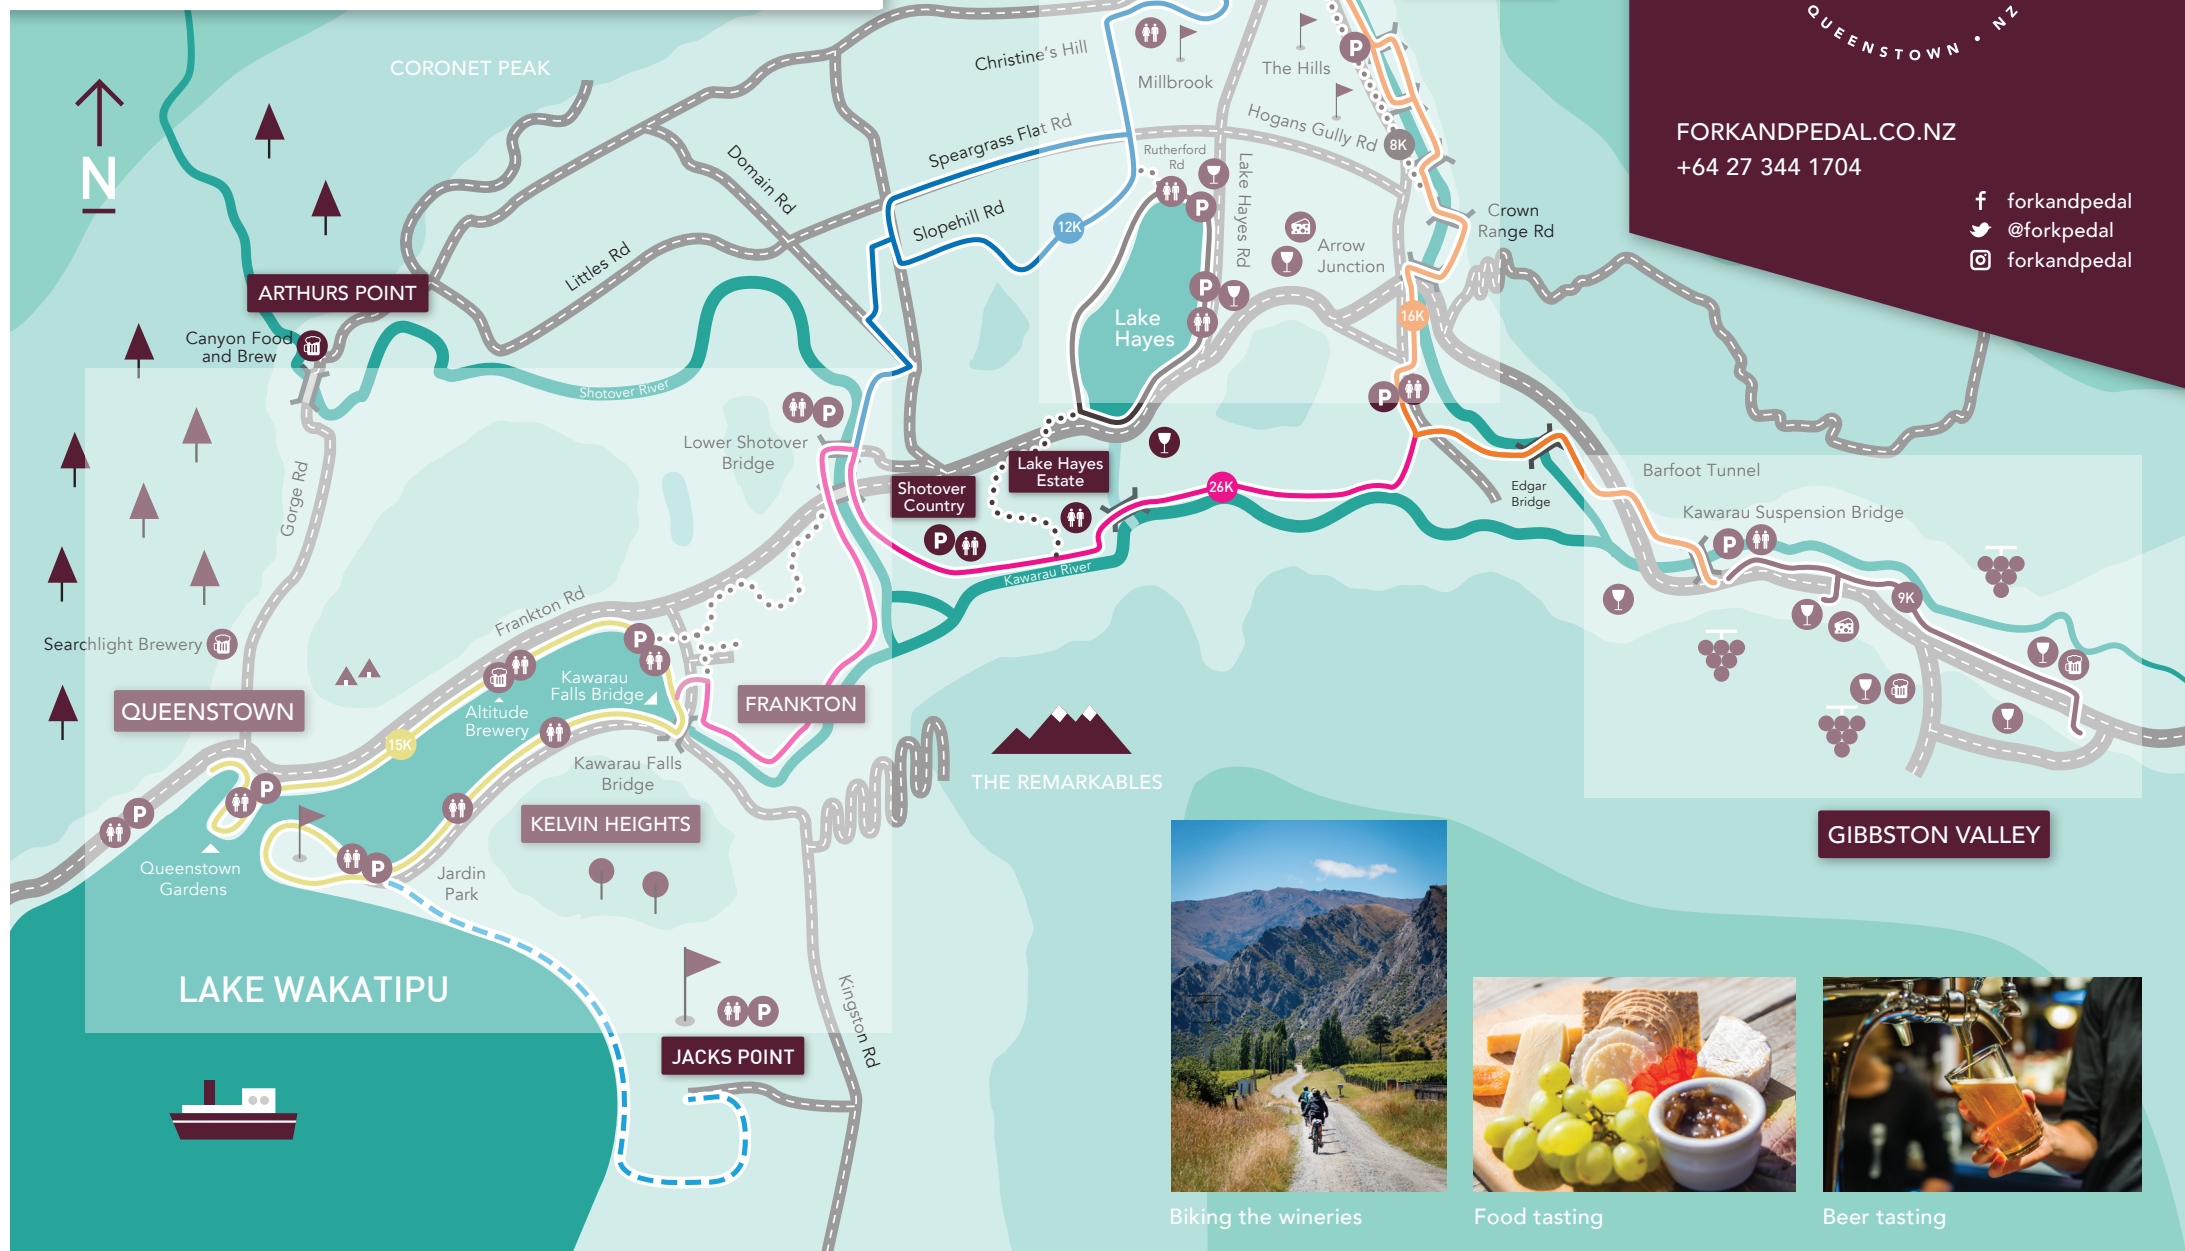 QUEENSTOWN • NZ
FORKANDPEDAL.CO.NZ
+64 27 344 1704
forkandpedal
@forkpedal
forkandpedal
CORONET PEAK
N
Christine's Hill
Millbrook
The Hills
P
Speargrass Flat Rd
Hogans Gully Rd
8K
Rutherford
Rd
Domain Rd
Lake Hayes Rd
P
Slopehill Rd
12K
Crown
Range Rd
Arrow
Junction
Littles Rd
ARTHURS POINT
P
Lake
Hayes
16K
Canyon Food
and Brew
Shotover River
P
P
Lower Shotover
Bridge
Lake Hayes
Estate
Shotover
Country
26K
Edgar
Bridge
Barfoot Tunnel
Kawarau Suspension Bridge
P
P
Gorge Rd
Kawarau River
9K
Frankton Rd
Searchlight Brewery
P
Kawarau
Falls Bridge
Altitude
Brewery
QUEENSTOWN
FRANKTON
15K
Kawarau Falls
Bridge
THE REMARKABLES
P
P
KELVIN HEIGHTS
GIBBSTON VALLEY
Queenstown
Gardens
P
Jardin
Park
LAKE WAKATIPU
Kingston Rd
P
JACKS POINT
Biking the wineries
Food tasting
Beer tasting